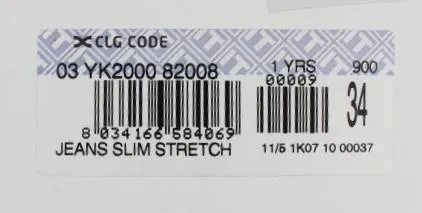 CLG CODE
03 YK2000 82008 1 YRS 900
00009
34
8 034166 584069
JEANS SLIM STRETCH 11/5 1K07 10 00037